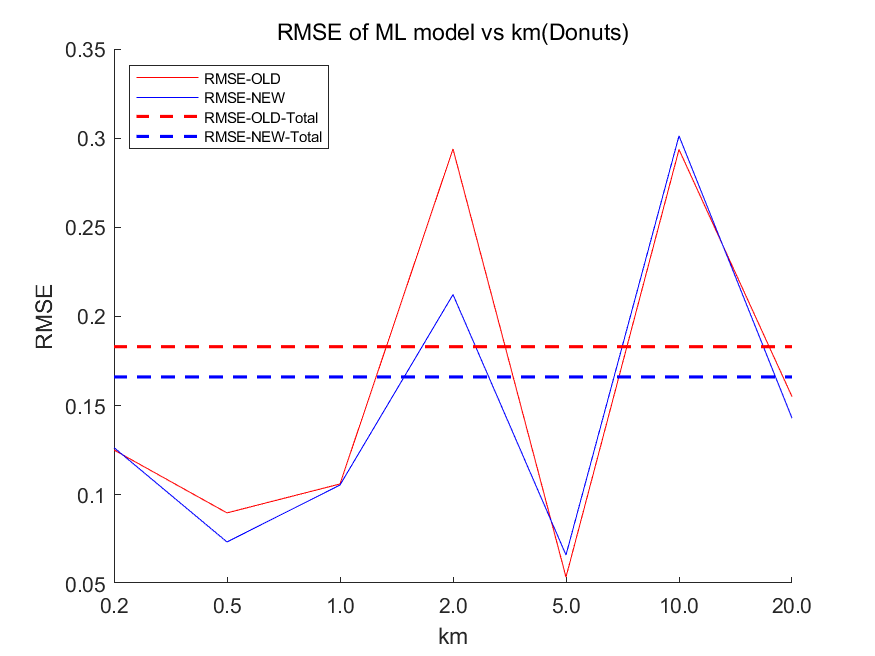 RMSE of ML model vs km(Donuts)
0.35
0.3
0.25
0.2
0.15
0.1
0.05
RMSE
RMSE-OLD
RMSE-NEW
RMSE-OLD-Total
RMSE-NEW-Total
0.2 0.5 1.0 2.0 5.0 10.0 20.0
km